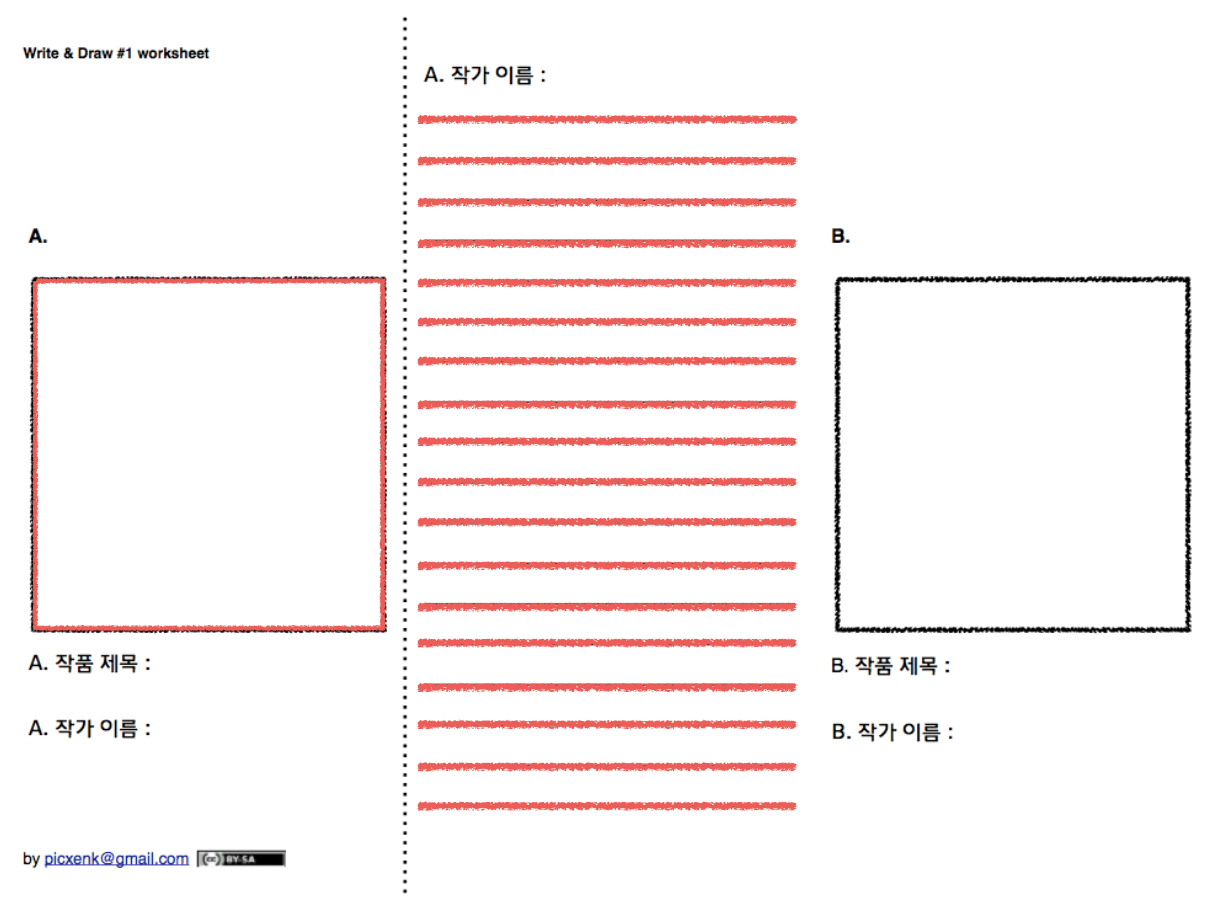 Write & Draw #1 worksheet
A.
A. 작품 제목 :
A. 작가 이름 :
by picxenk@gmail.com (cc) BY-SA
A. 작가 이름 :
B.
B. 작품 제목 :
B. 작가 이름 :